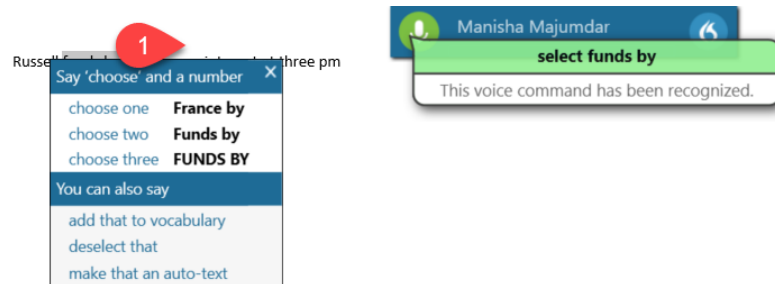 Russell
three pm
1
Say 'choose' and a number ×
choose one France by
choose two Funds by
choose three FUNDS BY
You can also say
add that to vocabulary
deselect that
make that an auto-text
Manisha Majumdar
select funds by
This voice command has been recognized.